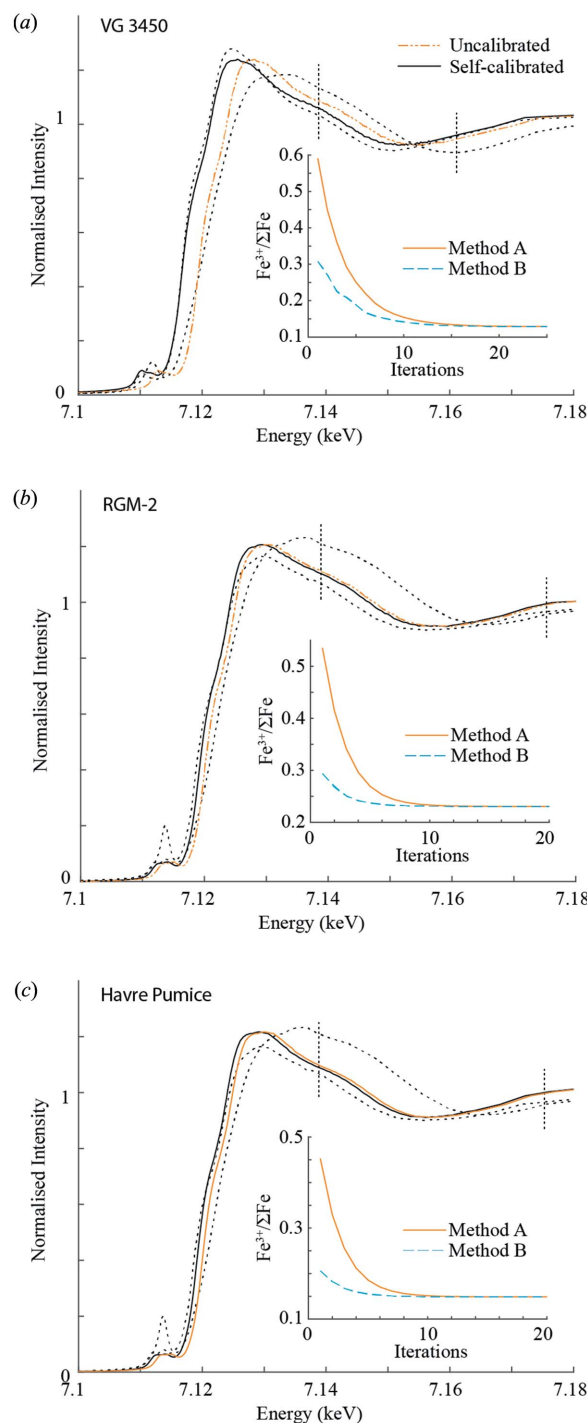 (a)
VG 3450
Uncalibrated
Self-calibrated
1
Normalised Intensity
0
0.6
0.5
0.4
0.3
0.2
0.1
Fe³⁺/ΣFe
Method A
Method B
0
10
20
Iterations
7.1
7.12
7.14
7.16
7.18
Energy (keV)
(b)
RGM-2
1
Normalised Intensity
0
0.5
0.4
0.3
0.2
Fe³⁺/ΣFe
Method A
Method B
0
10
20
Iterations
7.1
7.12
7.14
7.16
7.18
Energy (keV)
(c)
Havre Pumice
1
Normalised Intensity
0
0.5
0.3
0.1
Fe³⁺/ΣFe
Method A
Method B
0
10
20
Iterations
7.1
7.12
7.14
7.16
7.18
Energy (keV)